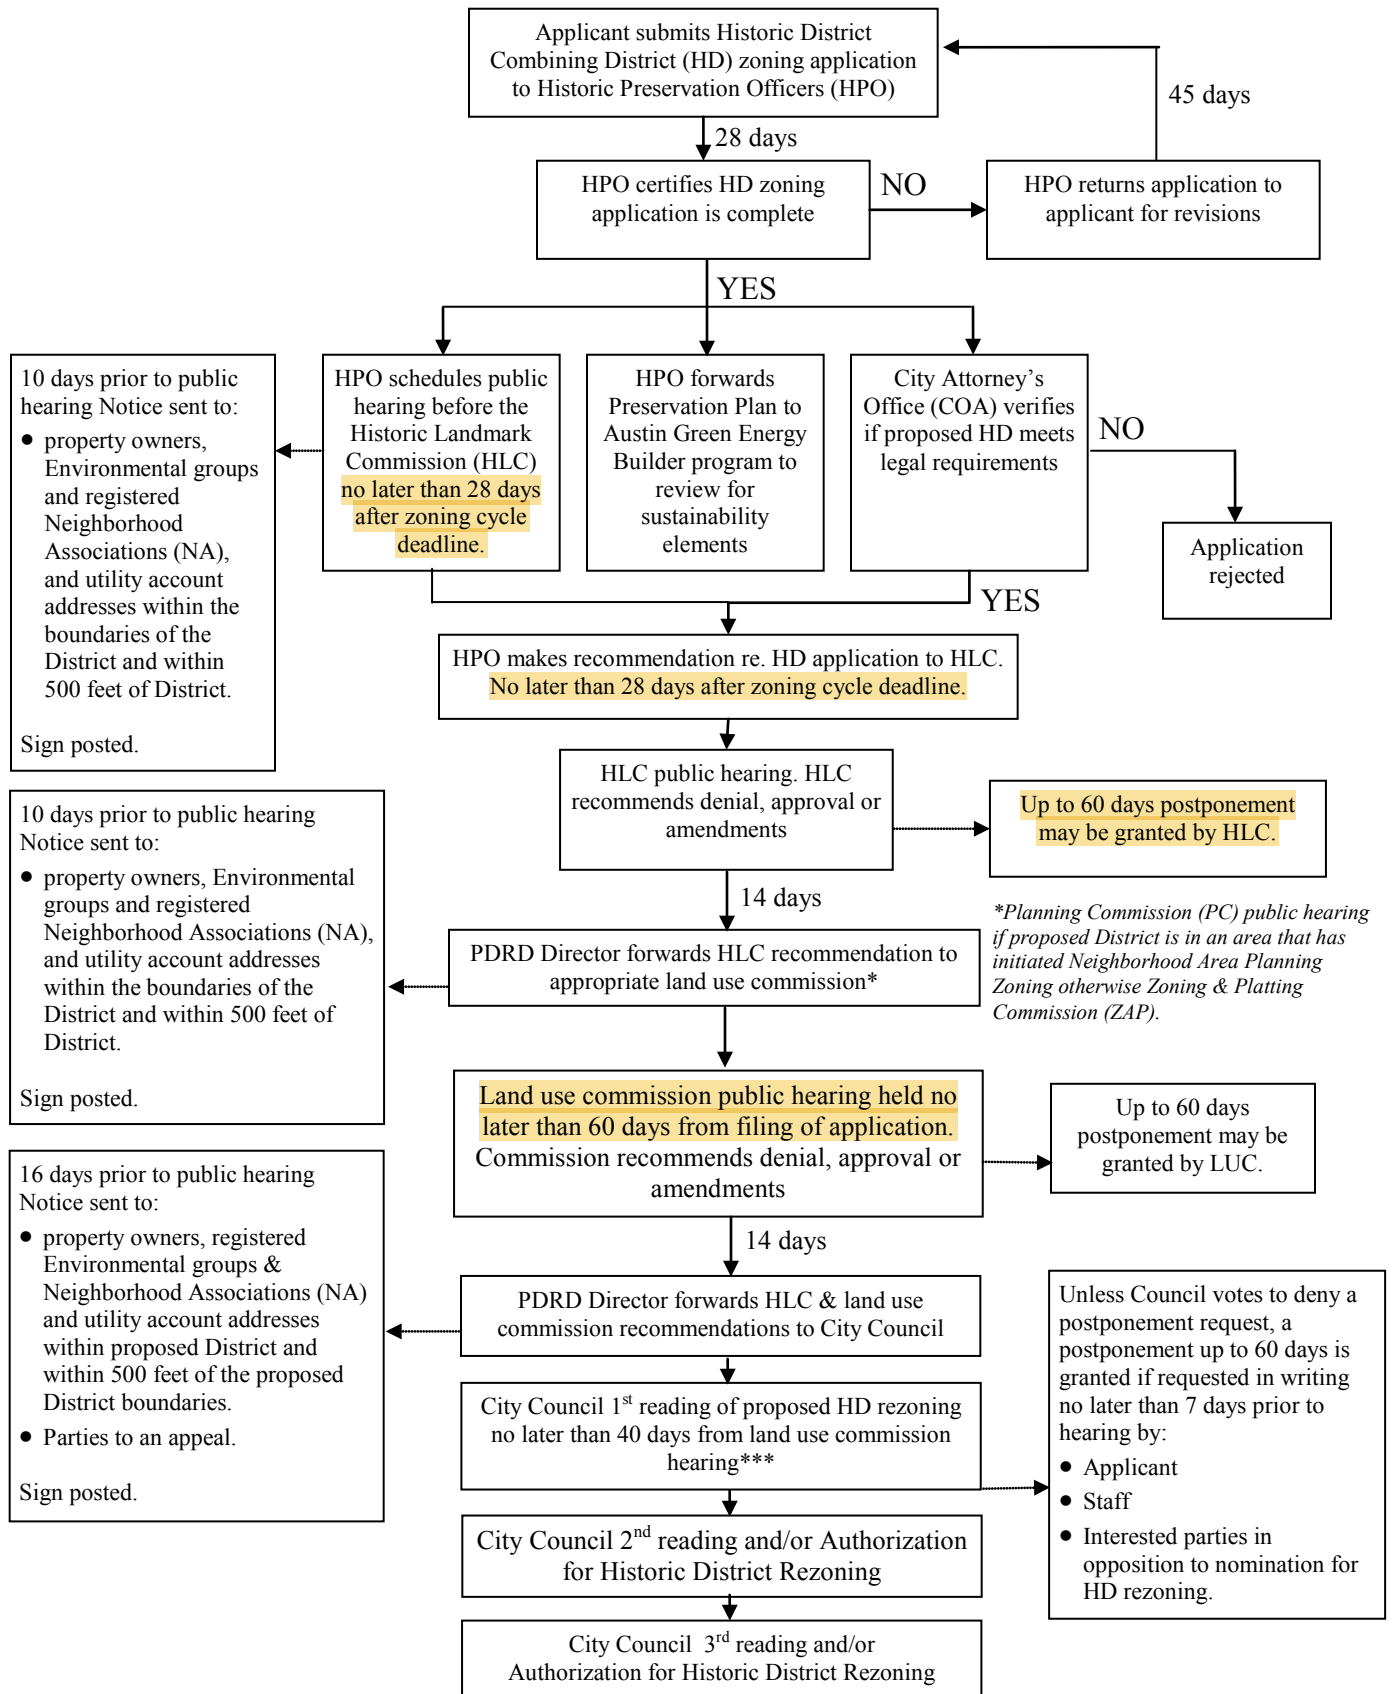 Applicant submits Historic District
Combining District (HD) zoning application
to Historic Preservation Officers (HPO)
45 days
28 days
HPO certifies HD zoning
application is complete
NO
HPO returns application to
applicant for revisions
YES
10 days prior to public
hearing Notice sent to:
• property owners,
Environmental groups
and registered
Neighborhood
Associations (NA),
and utility account
addresses within the
boundaries of the
District and within
500 feet of District.
Sign posted.
HPO schedules public
hearing before the
Historic Landmark
Commission (HLC)
no later than 28 days
after zoning cycle
deadline.
HPO forwards
Preservation Plan to
Austin Green Energy
Builder program to
review for
sustainability
elements
City Attorney's
Office (COA) verifies
if proposed HD meets
legal requirements
NO
Application
rejected
YES
HPO makes recommendation re. HD application to HLC.
No later than 28 days after zoning cycle deadline.
HLC public hearing. HLC
recommends denial, approval or
amendments
Up to 60 days postponement
may be granted by HLC.
14 days
*Planning Commission (PC) public hearing
if proposed District is in an area that has
initiated Neighborhood Area Planning
Zoning otherwise Zoning & Platting
Commission (ZAP).
10 days prior to public hearing
Notice sent to:
• property owners, Environmental
groups and registered
Neighborhood Associations (NA),
and utility account addresses
within the boundaries of the
District and within 500 feet of
District.
Sign posted.
PDRD Director forwards HLC recommendation to
appropriate land use commission*
Land use commission public hearing held no
later than 60 days from filing of application.
Commission recommends denial, approval or
amendments
Up to 60 days
postponement may be
granted by LUC.
14 days
16 days prior to public hearing
Notice sent to:
• property owners, registered
Environmental groups &
Neighborhood Associations (NA)
and utility account addresses
within proposed District and
within 500 feet of the proposed
District boundaries.
• Parties to an appeal.
Sign posted.
PDRD Director forwards HLC & land use
commission recommendations to City Council
City Council 1st reading of proposed HD rezoning
no later than 40 days from land use commission
hearing***
Unless Council votes to deny a
postponement request, a
postponement up to 60 days is
granted if requested in writing
no later than 7 days prior to
hearing by:
• Applicant
• Staff
• Interested parties in
opposition to nomination for
HD rezoning.
City Council 2nd reading and/or Authorization
for Historic District Rezoning
City Council 3rd reading and/or
Authorization for Historic District Rezoning